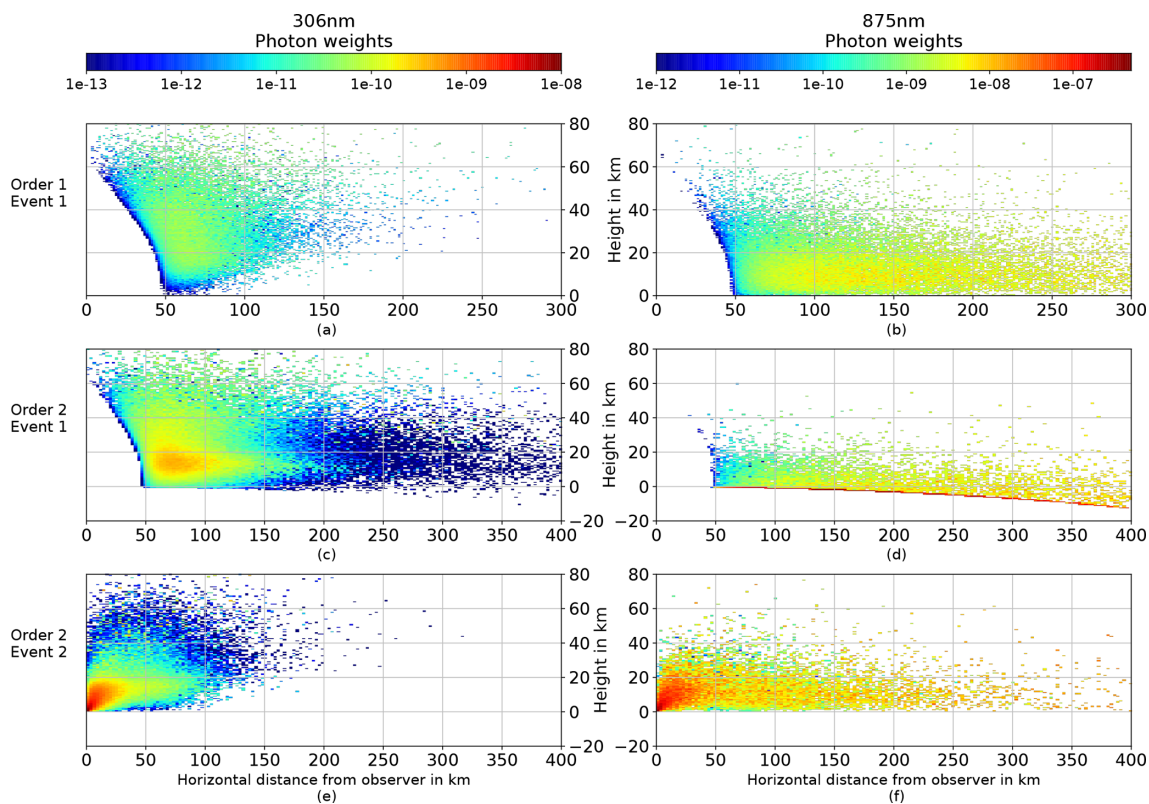 306nm
Photon weights
1e-13 1e-12 1e-11 1e-10 1e-09 1e-08
875nm
Photon weights
1e-12 1e-11 1e-10 1e-09 1e-08 1e-07
Order 1
Event 1
80
60
40
20
0
0 50 100 150 200 250 300
(a)
Height in km
80
60
40
20
0
0 50 100 150 200 250 300
(b)
Order 2
Event 1
80
60
40
20
0
−20
0 50 100 150 200 250 300 350 400
(c)
Height in km
80
60
40
20
0
−20
0 50 100 150 200 250 300 350 400
(d)
Order 2
Event 2
80
60
40
20
0
−20
0 50 100 150 200 250 300 350 400
Horizontal distance from observer in km
(e)
Height in km
80
60
40
20
0
−20
0 50 100 150 200 250 300 350 400
Horizontal distance from observer in km
(f)